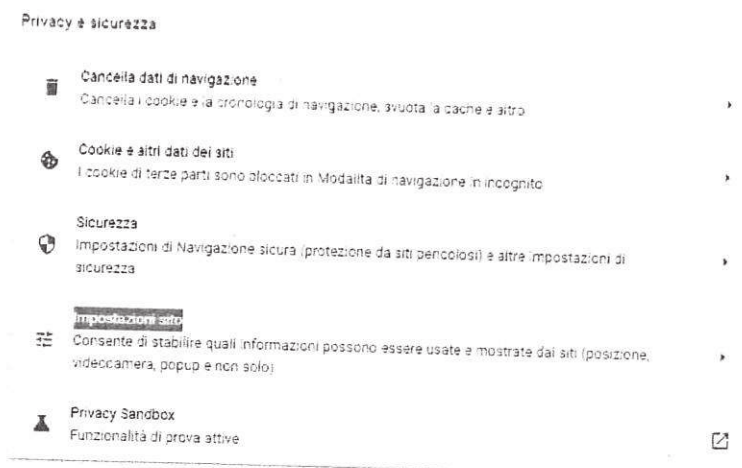 Privacy e sicurezza
Cancella dati di navigazione
Cancella i cookie e la cronologia di navigazione, svuota la cache e altro
Cookie e altri dati dei siti
I cookie di terze parti sono bloccati in Modalità di navigazione in incognito
Sicurezza
Impostazioni di Navigazione sicura (protezione da siti pericolosi) e altre impostazioni di
sicurezza
Impostazioni sito
Consente di stabilire quali informazioni possono essere usate e mostrate dai siti (posizione,
videocamera, popup e non solo)
Privacy Sandbox
Funzionalità di prova attive